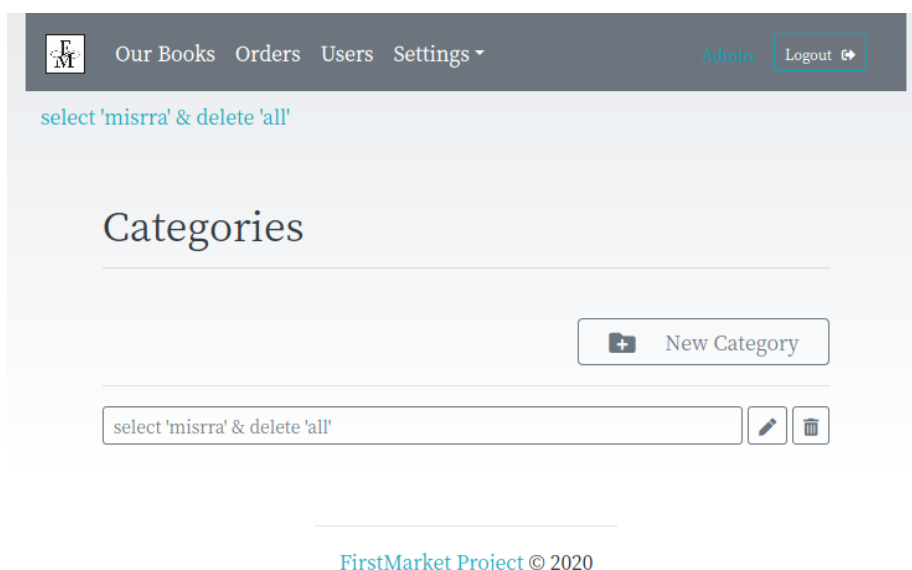 FM
Our Books Orders Users Settings Admin Logout
select 'misrra' & delete 'all'
Categories
New Category
select 'misrra' & delete 'all'
FirstMarket Project © 2020